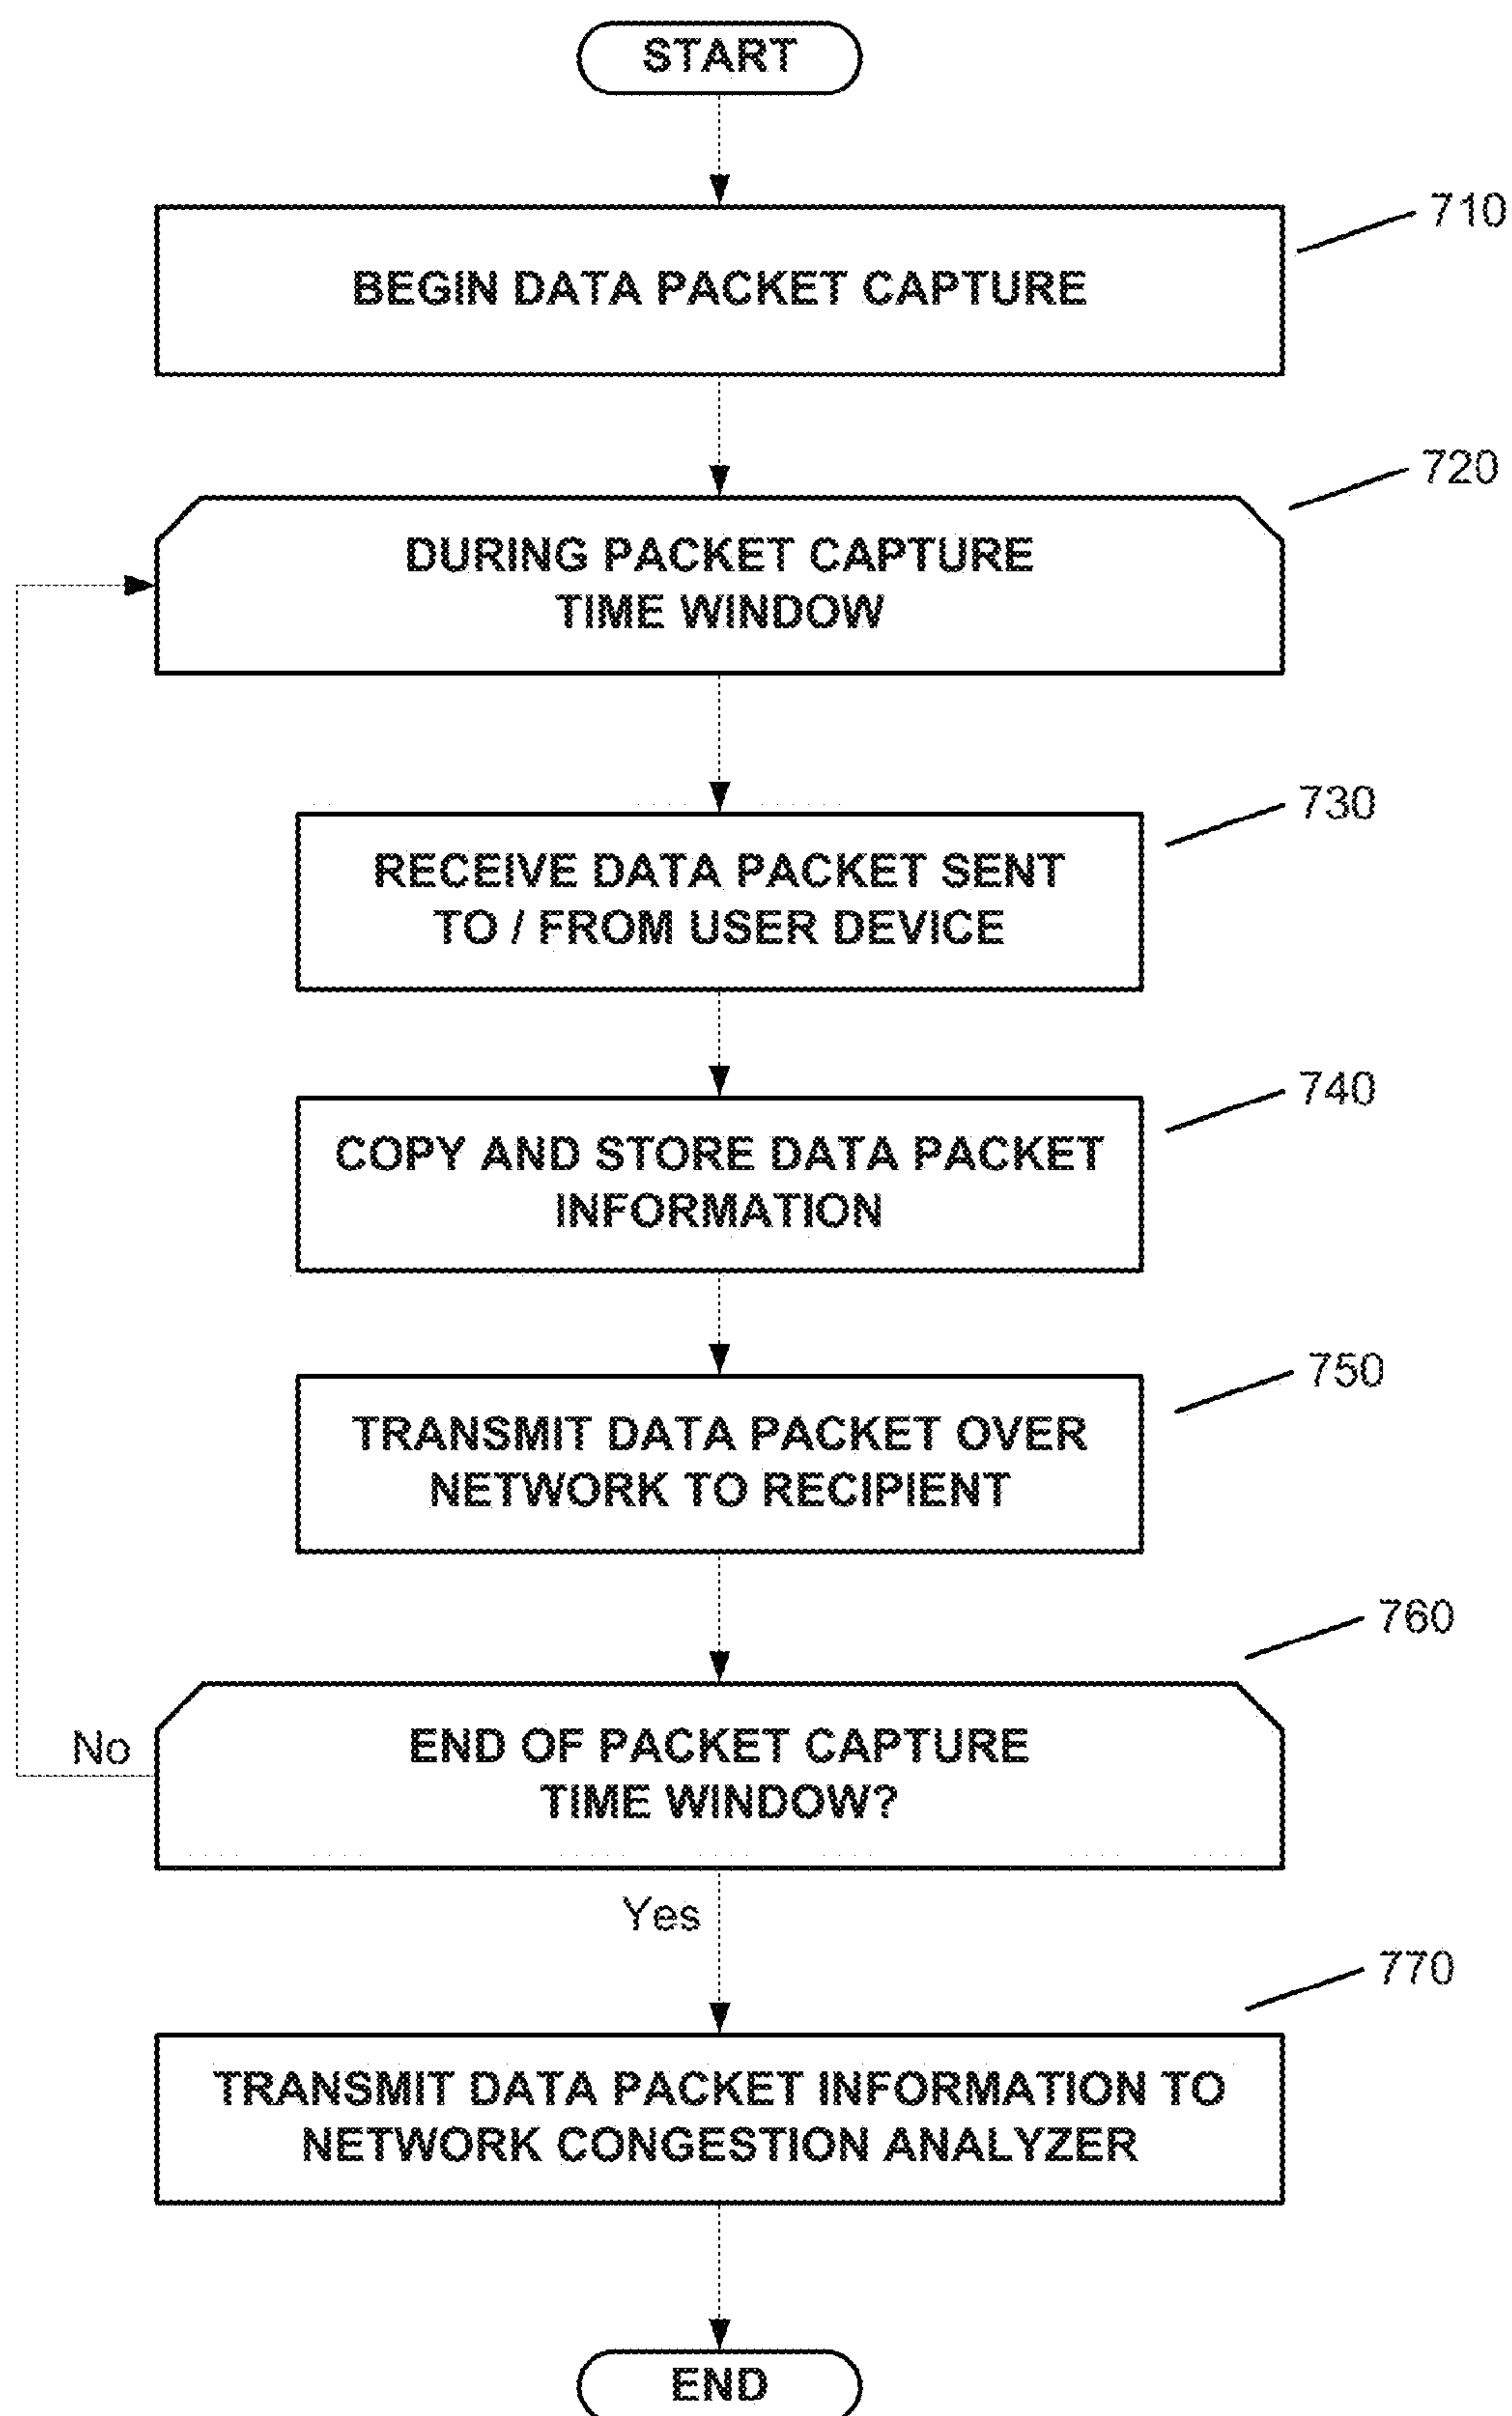 START
BEGIN DATA PACKET CAPTURE
710
DURING PACKET CAPTURE
TIME WINDOW
720
RECEIVE DATA PACKET SENT
TO / FROM USER DEVICE
730
COPY AND STORE DATA PACKET
INFORMATION
740
TRANSMIT DATA PACKET OVER
NETWORK TO RECIPIENT
750
END OF PACKET CAPTURE
TIME WINDOW?
760
No
Yes
TRANSMIT DATA PACKET INFORMATION TO
NETWORK CONGESTION ANALYZER
770
END